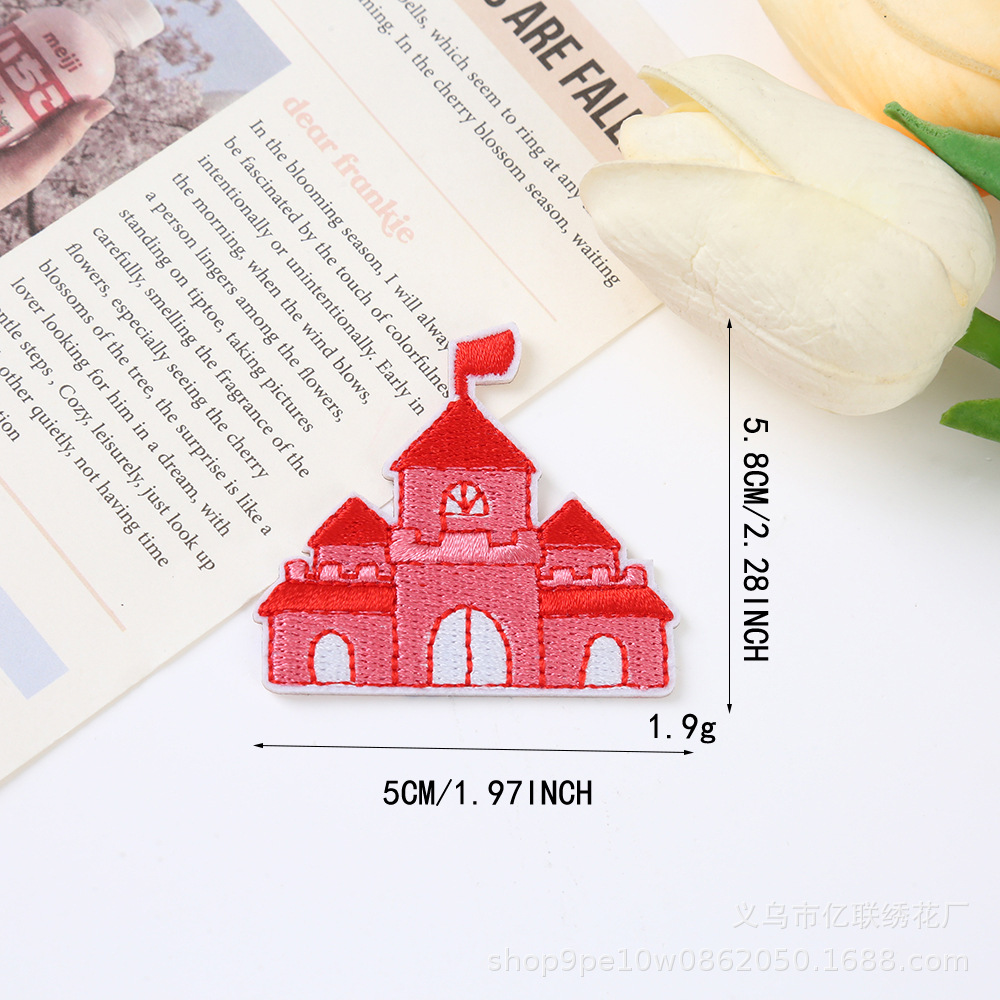 meiji
S ARE FALL
bells, which seem to ring at any
ning. In the cherry blossom season, waiting
dear frankie
In the blooming season, I will alway
be fascinated by the touch of colorfulness
intentionally or unintentionally. Early in
the morning, when the wind blows,
a person lingers among the flowers,
standing on tiptoe, taking pictures
carefully, smelling the fragrance of the
flowers, especially seeing the cherry
blossoms of the tree, the surprise is like a
lover looking for him in a dream, with
ntle steps , Cozy, leisurely, just look up
other quietly, not having time
tion
5.8CM/2.28INCH
1.9g
5CM/1.97INCH
义乌市亿联绣花厂
shop9pe10w0862050.1688.com